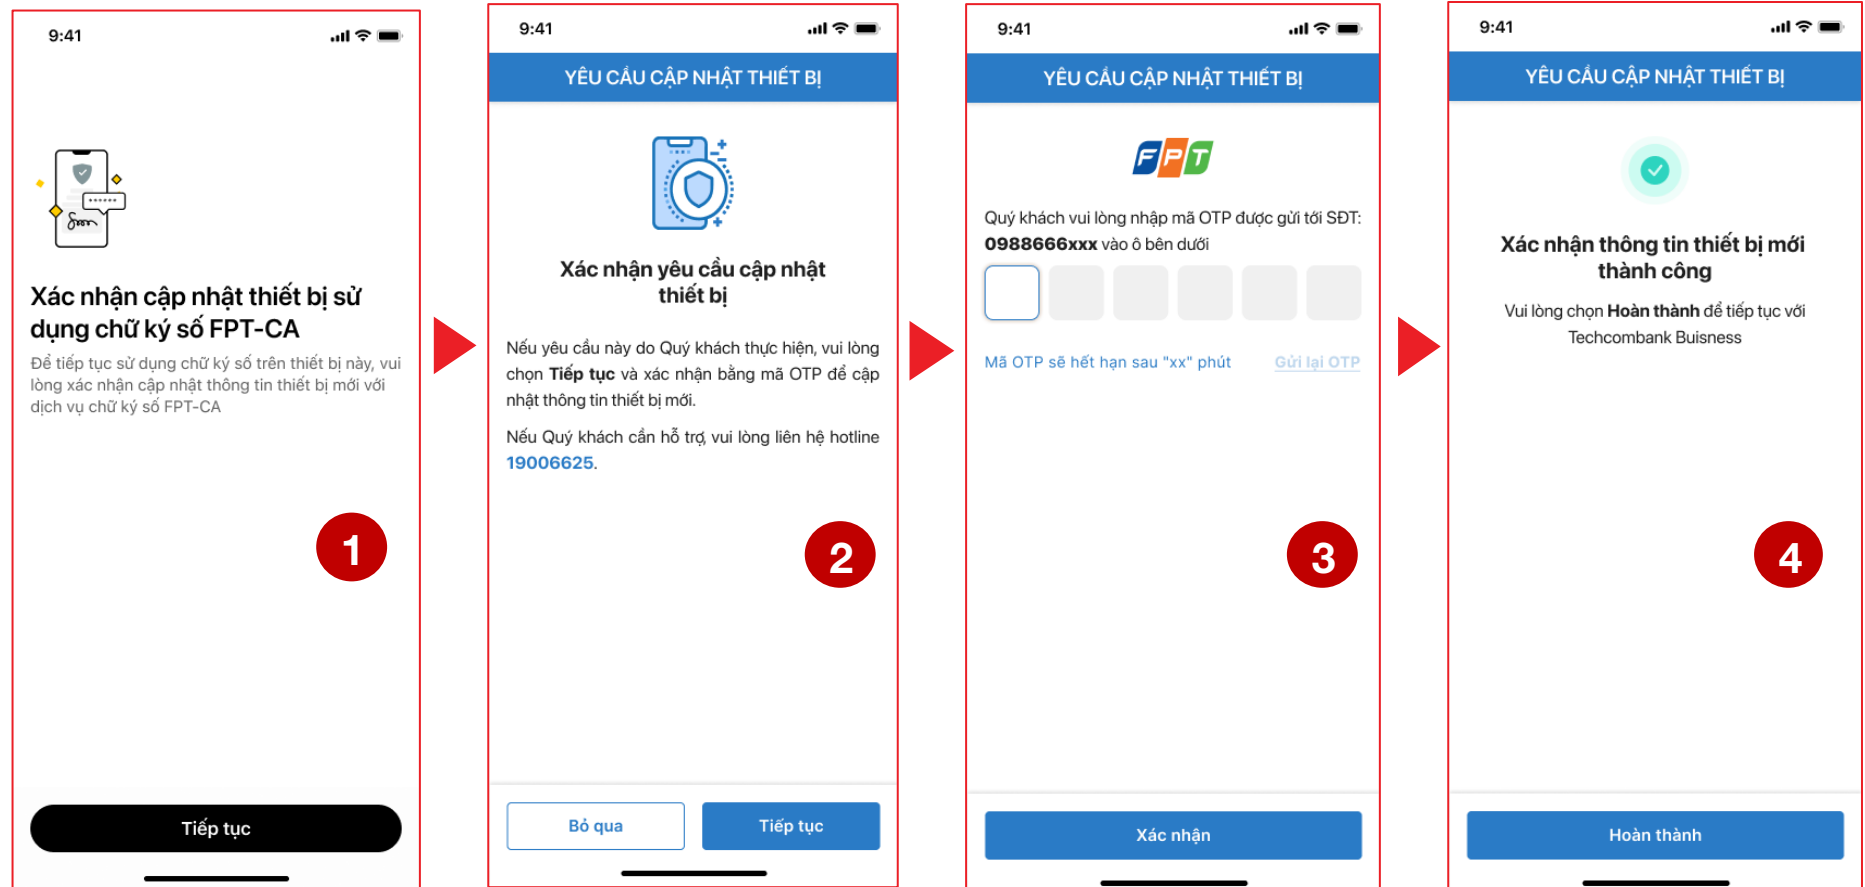 9:41
Xác nhận cập nhật thiết bị sử
dụng chữ ký số FPT-CA
Để tiếp tục sử dụng chữ ký số trên thiết bị này, vui
lòng xác nhận cập nhật thông tin thiết bị mới với
dịch vụ chữ ký số FPT-CA
1
Tiếp tục
9:41
YÊU CẦU CẬP NHẬT THIẾT BỊ
Xác nhận yêu cầu cập nhật
thiết bị
Nếu yêu cầu này do Quý khách thực hiện, vui lòng
chọn Tiếp tục và xác nhận bằng mã OTP để cập
nhật thông tin thiết bị mới.
Nếu Quý khách cần hỗ trợ, vui lòng liên hệ hotline
19006625.
2
Bỏ qua
Tiếp tục
9:41
YÊU CẦU CẬP NHẬT THIẾT BỊ
FPT
Quý khách vui lòng nhập mã OTP được gửi tới SĐT:
0988666xxx vào ô bên dưới
Mã OTP sẽ hết hạn sau "xx" phút
Gửi lại OTP
3
Xác nhận
9:41
YÊU CẦU CẬP NHẬT THIẾT BỊ
Xác nhận thông tin thiết bị mới
thành công
Vui lòng chọn Hoàn thành để tiếp tục với
Techcombank Buisness
4
Hoàn thành